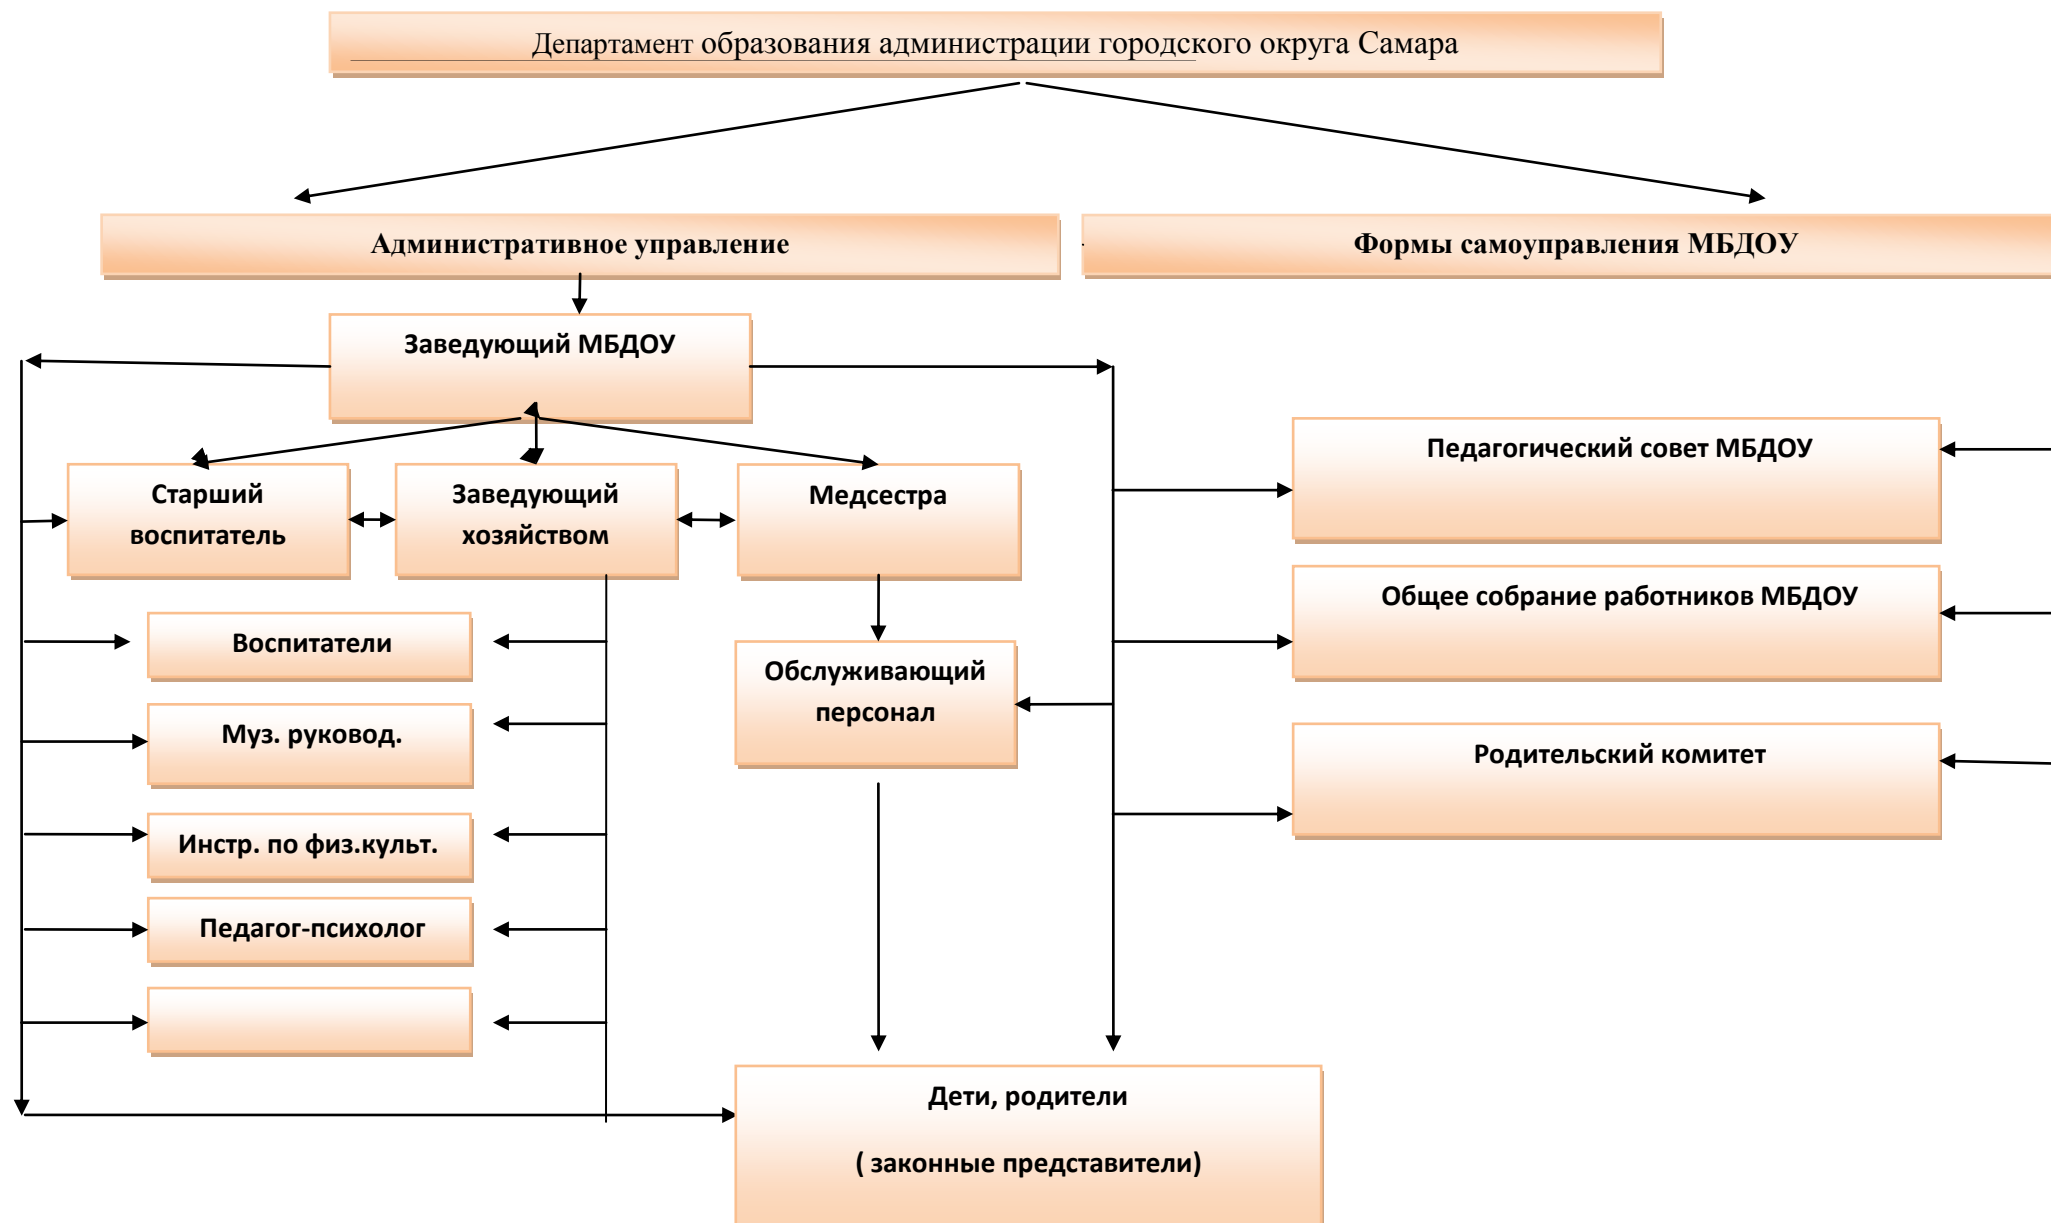 Департамент образования администрации городского округа Самара
Административное управление
Формы самоуправления МБДОУ
Заведующий МБДОУ
Старший
воспитатель
Заведующий
хозяйством
Медсестра
Педагогический совет МБДОУ
Общее собрание работников МБДОУ
Воспитатели
Обслуживающий
персонал
Муз. руковод.
Родительский комитет
Инстр. по физ.культ.
Педагог-психолог
Дети, родители
( законные представители)